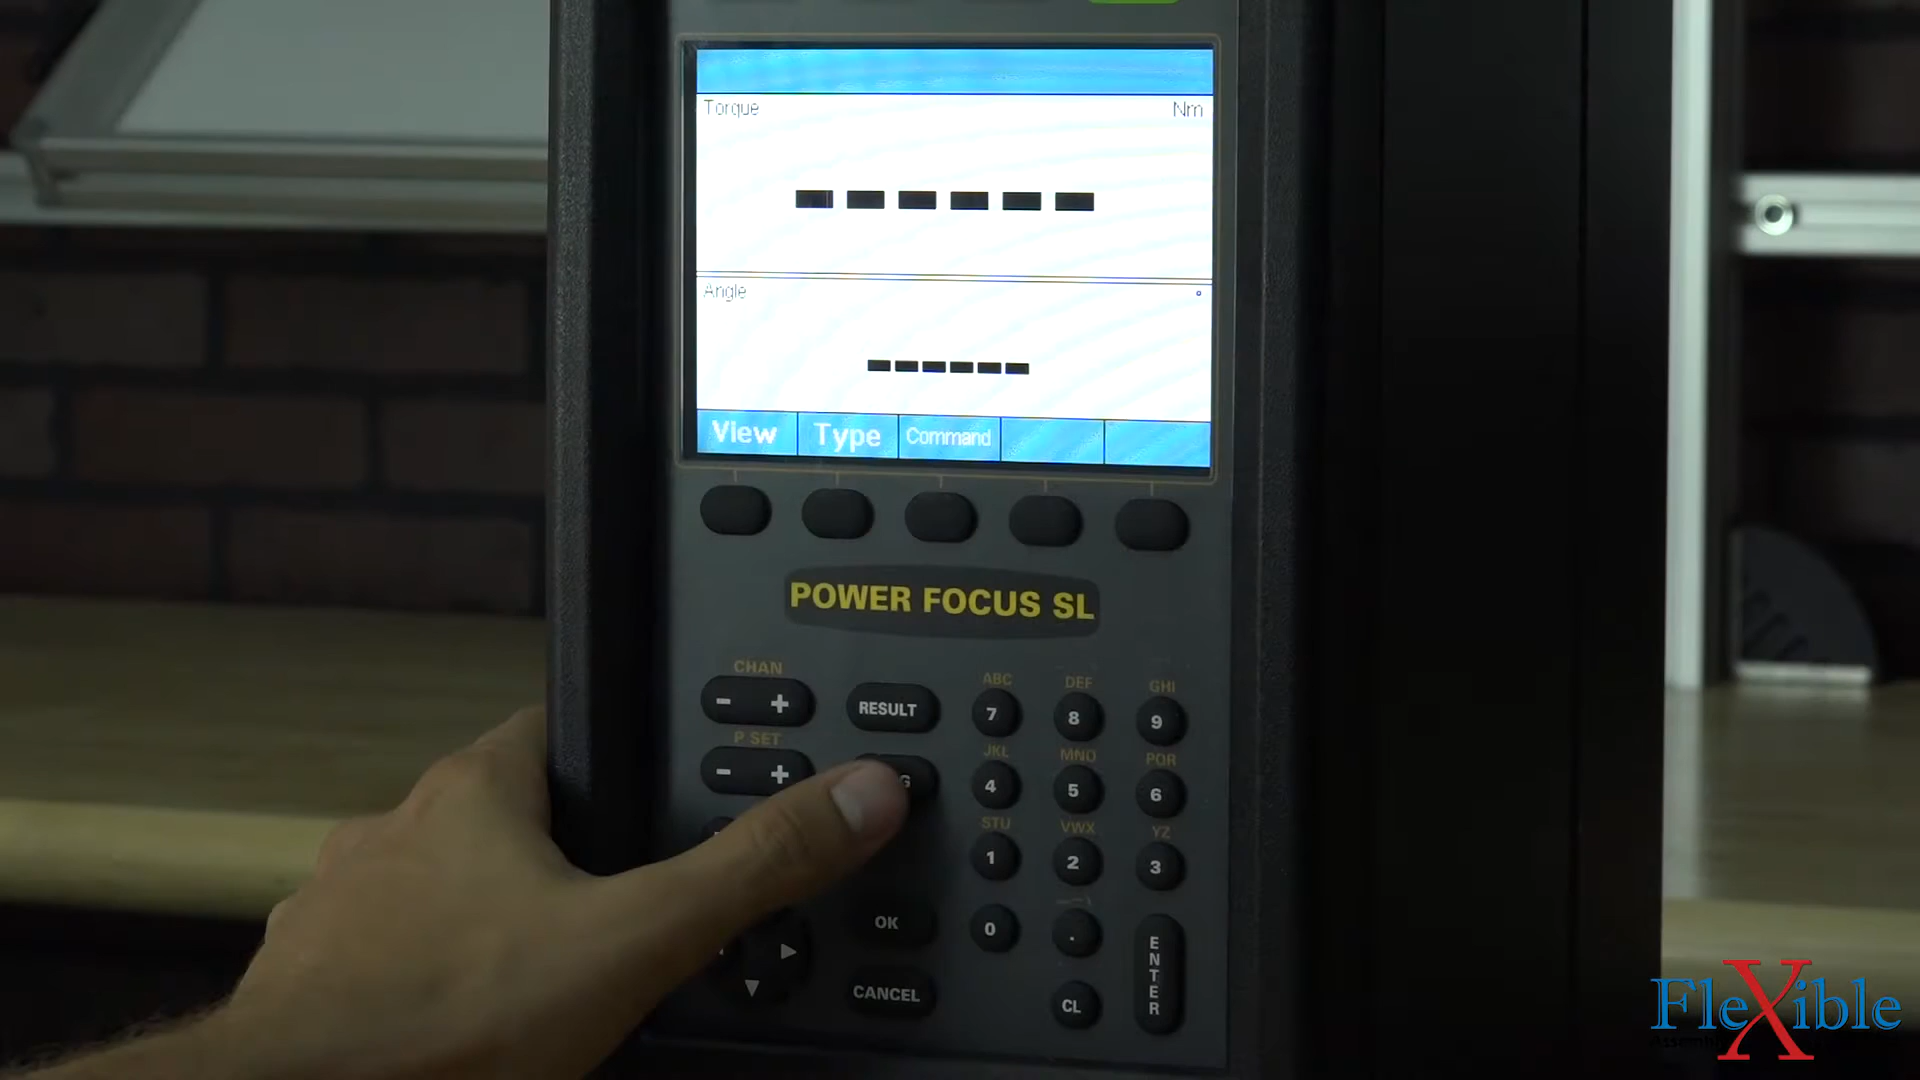 Torque Nm
Angle °
View Type Command
POWER FOCUS SL
CHAN
- +
RESULT
ABC DEF GHI
7 8 9
P SET
- +
JKL MNO PQR
4 5 6
STU VWX YZ
1 2 3
OK
0 .
ENTER
CANCEL
CL
FleXible